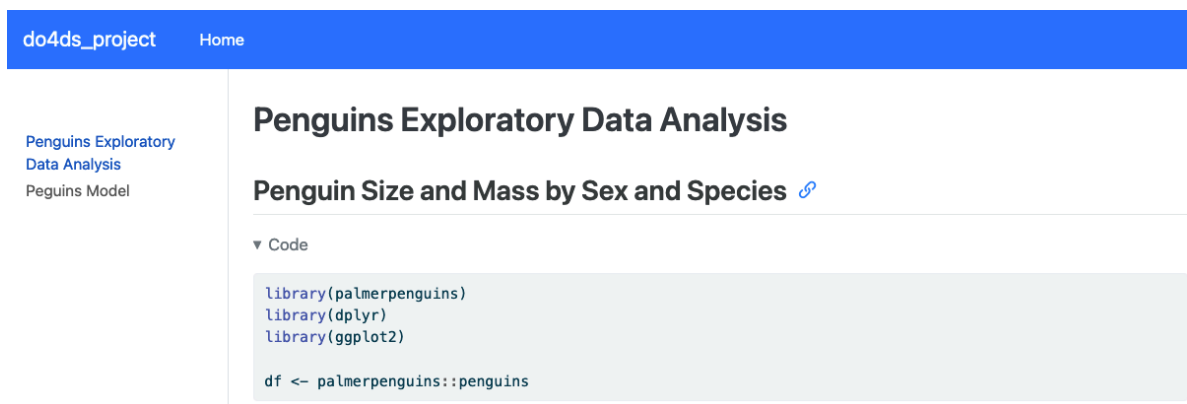 do4ds_project Home
Penguins Exploratory
Data Analysis
Peguins Model
Penguins Exploratory Data Analysis
Penguin Size and Mass by Sex and Species
▼ Code
library(palmerpenguins)
library(dplyr)
library(ggplot2)
df <- palmerpenguins::penguins